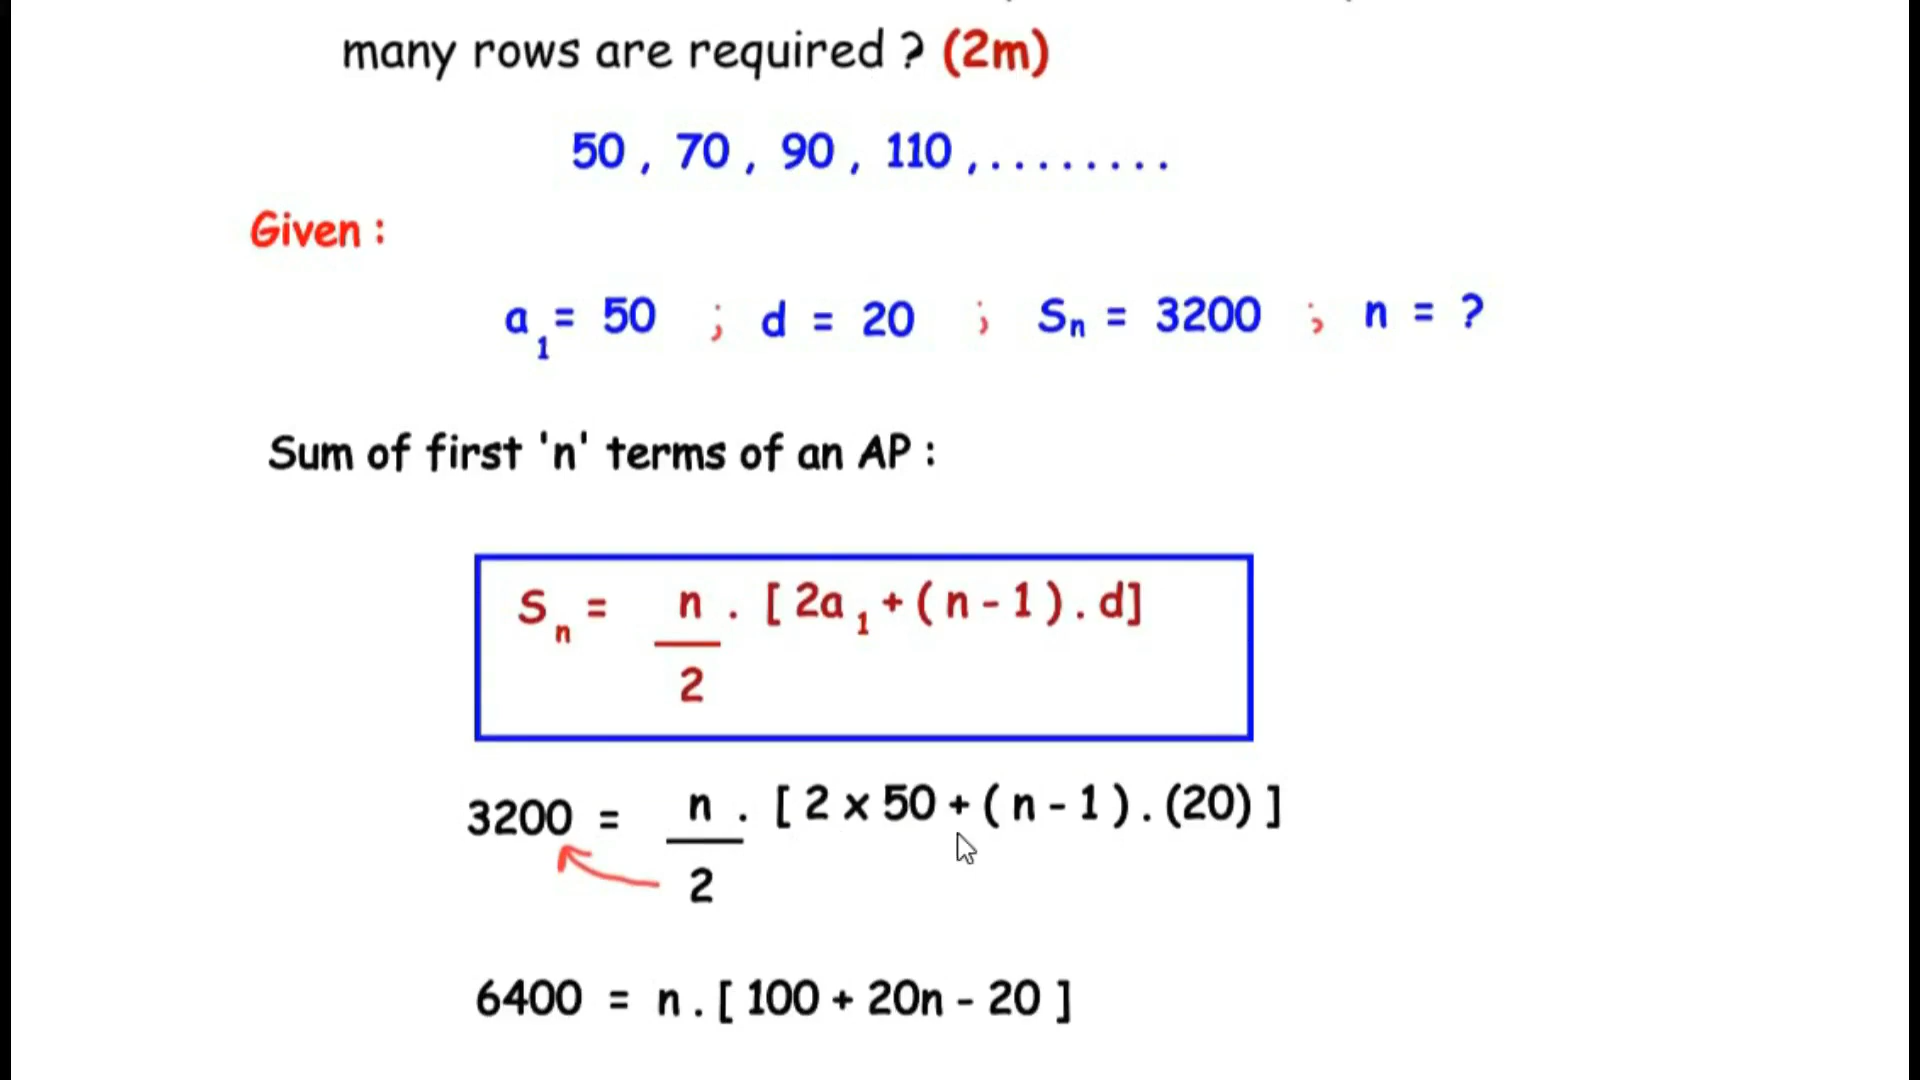 many rows are required ? (2m)
50 , 70 , 90 , 110 , . . . . . . . .
Given :
a1 = 50 ; d = 20 ; Sn = 3200 ; n = ?
Sum of first 'n' terms of an AP :
Sn = n/2 . [ 2a1 + ( n - 1 ) . d]
3200 = n/2 . [ 2 x 50 + ( n - 1 ) . (20) ]
6400 = n . [ 100 + 20n - 20 ]